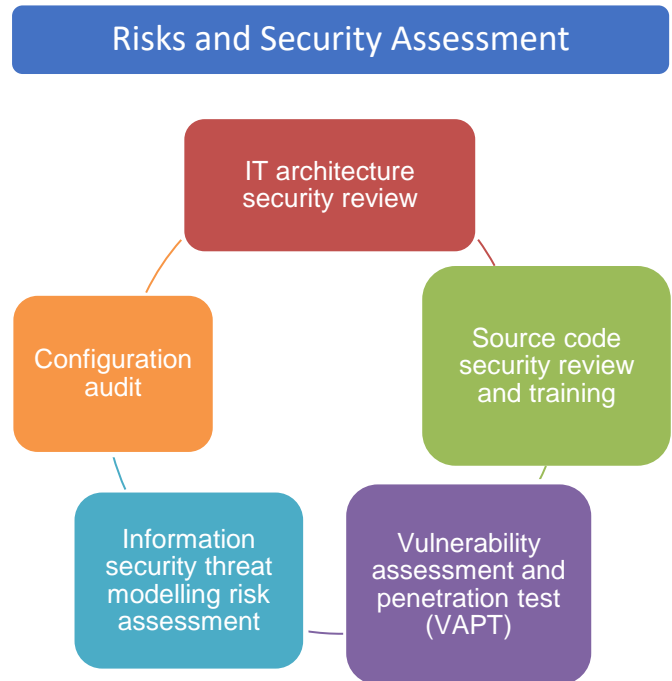 Risks and Security Assessment
IT architecture
security review
Source code
security review
and training
Vulnerability
assessment and
penetration test
(VAPT)
Information
security threat
modelling risk
assessment
Configuration
audit